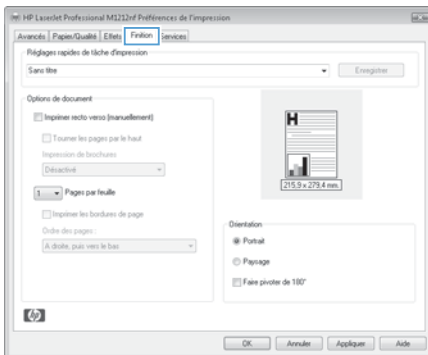 HP LaserJet Professional M1212nf Préférences de l'impression
Avancés Papier/Qualité Effets Finition Services
Réglages rapides de tâche d'impression
Sans titre
Enregistrer
Options de document
Imprimer recto verso (manuellement)
Tourner les pages par le haut
Impression de brochures
Désactivé
1 Pages par feuille
Imprimer les bordures de page
Ordre des pages :
A droite, puis vers le bas
H
215,9 x 279,4 mm.
Orientation
Portrait
Paysage
Faire pivoter de 180°
hp
OK Annuler Appliquer Aide